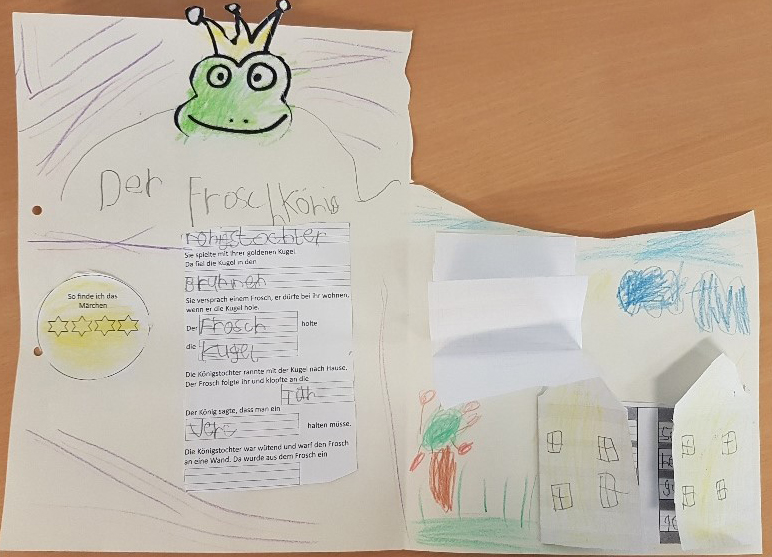 Der Froschkönig
Sie spielte mit ihrer goldenen Kugel.
Da fiel die Kugel in den
Brunnen
Sie versprach einem Frosch, er dürfe bei ihr wohnen,
wenn er die Kugel hole.
Der Frosch holte
die Kugel
Die Königstochter rannte mit der Kugel nach Hause.
Der Frosch folgte ihr und klopfte an die
Der König sagte, dass man ein
halten müsse.
Die Königstochter war wütend und warf den Frosch
an eine Wand. Da wurde aus dem Frosch ein
So finde ich das
Märchen